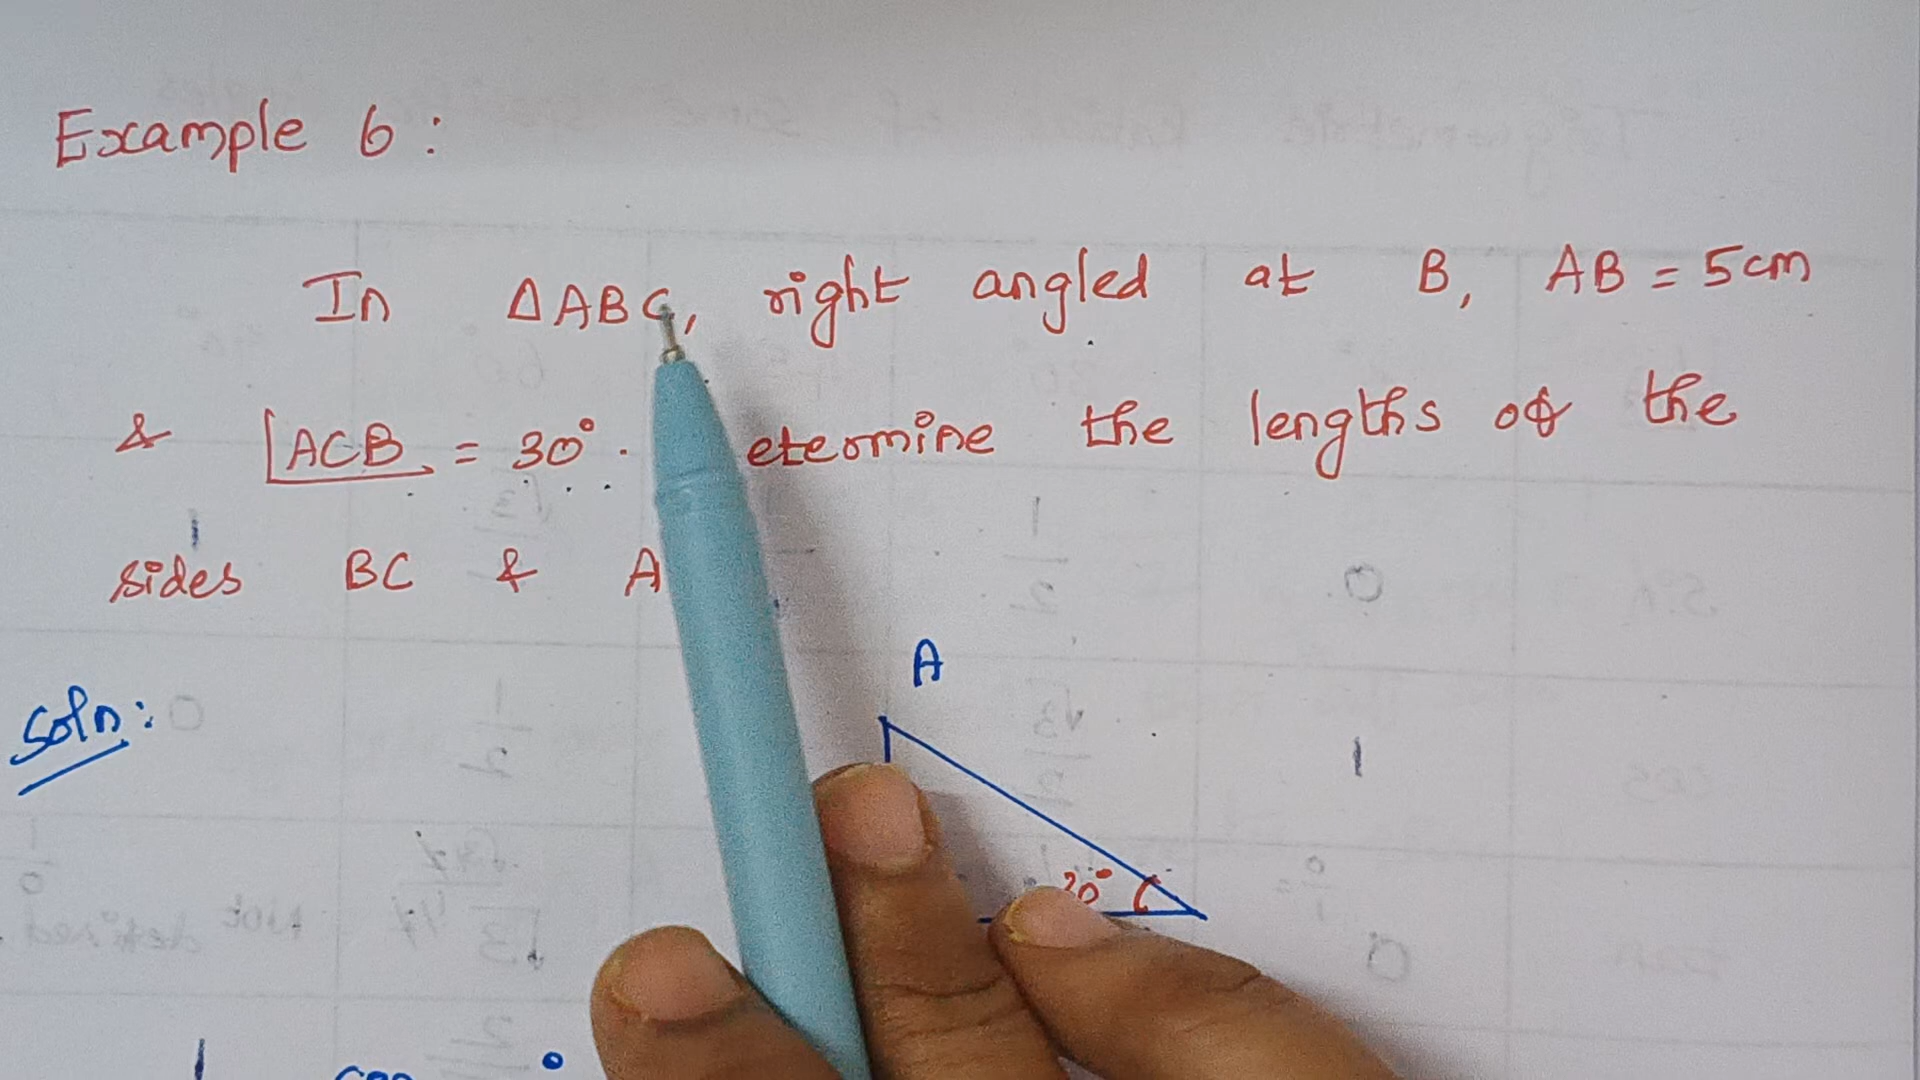 Example 6:
In ΔABC, right angled at B, AB = 5cm
& ∠ACB = 30°. etermine the lengths of the
sides BC & A
Soln:
A
30°